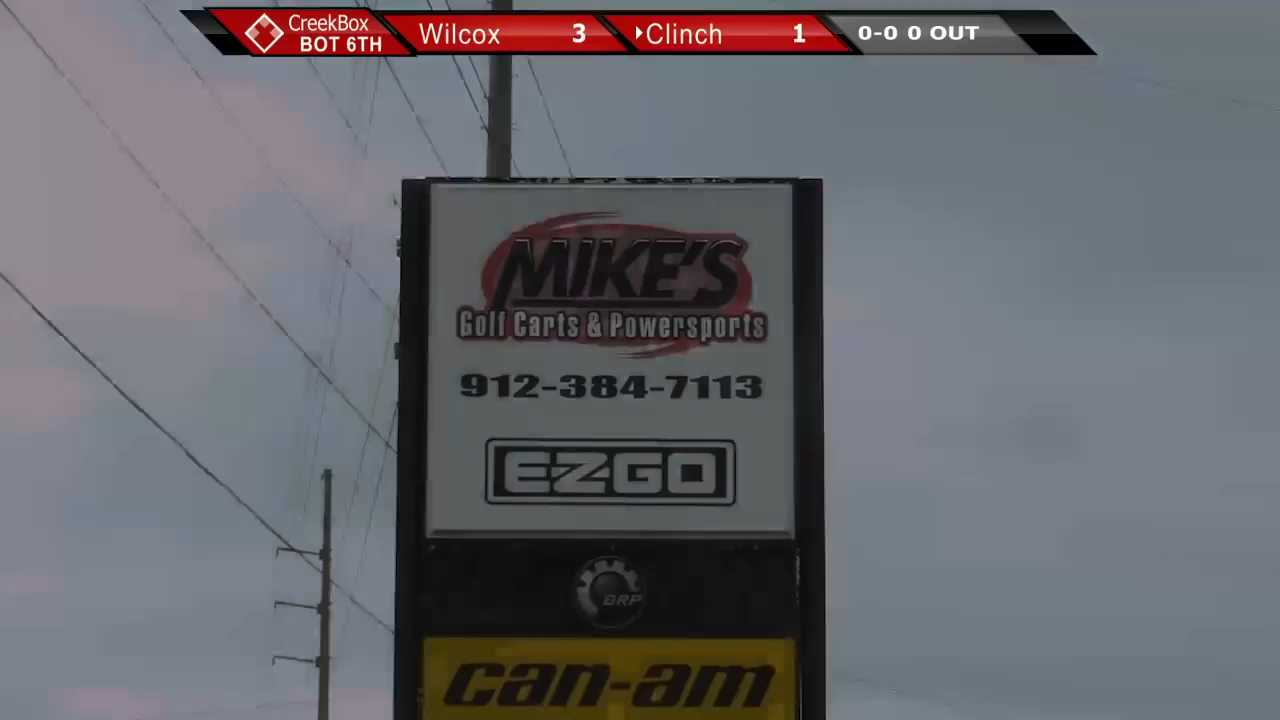 CreekBox
BOT 6TH
Wilcox 3
Clinch 1
0-0 0 OUT
MIKE'S
Golf Carts & Powersports
912-384-7113
E-Z-GO
BRP
can-am